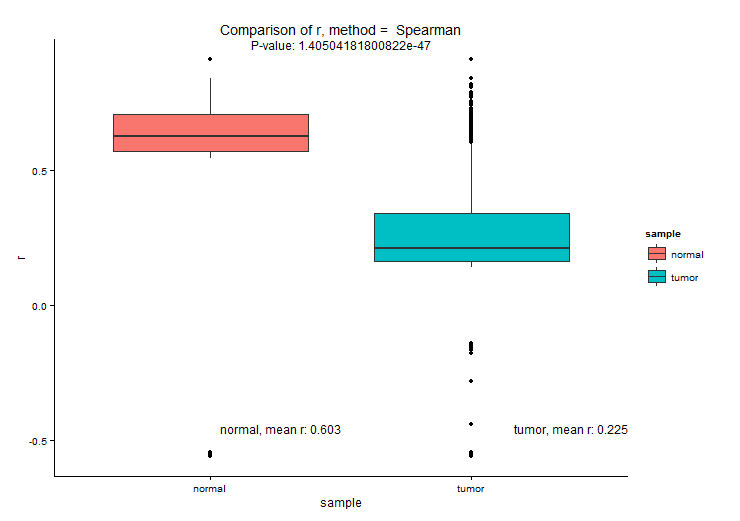 Comparison of r, method =  Spearman
P-value: 1.40504181800822e-47
0.5
0.0
-0.5
r
normal, mean r: 0.603
tumor, mean r: 0.225
normal
tumor
sample
sample
normal
tumor